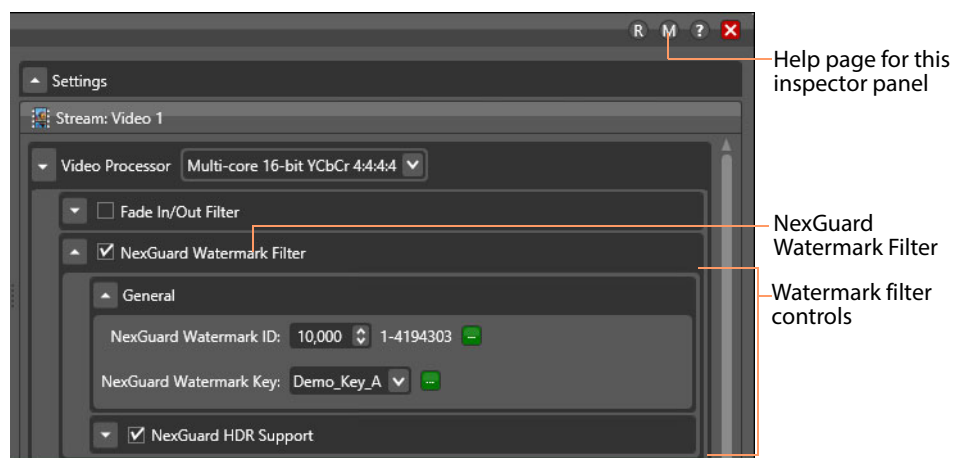 R M ?
Help page for this
inspector panel
Settings
Stream: Video 1
Video Processor Multi-core 16-bit YCbCr 4:4:4:4
Fade In/Out Filter
NexGuard
Watermark Filter
NexGuard Watermark Filter
Watermark filter
controls
General
NexGuard Watermark ID: 10,000 1-4194303
NexGuard Watermark Key: Demo_Key_A
NexGuard HDR Support